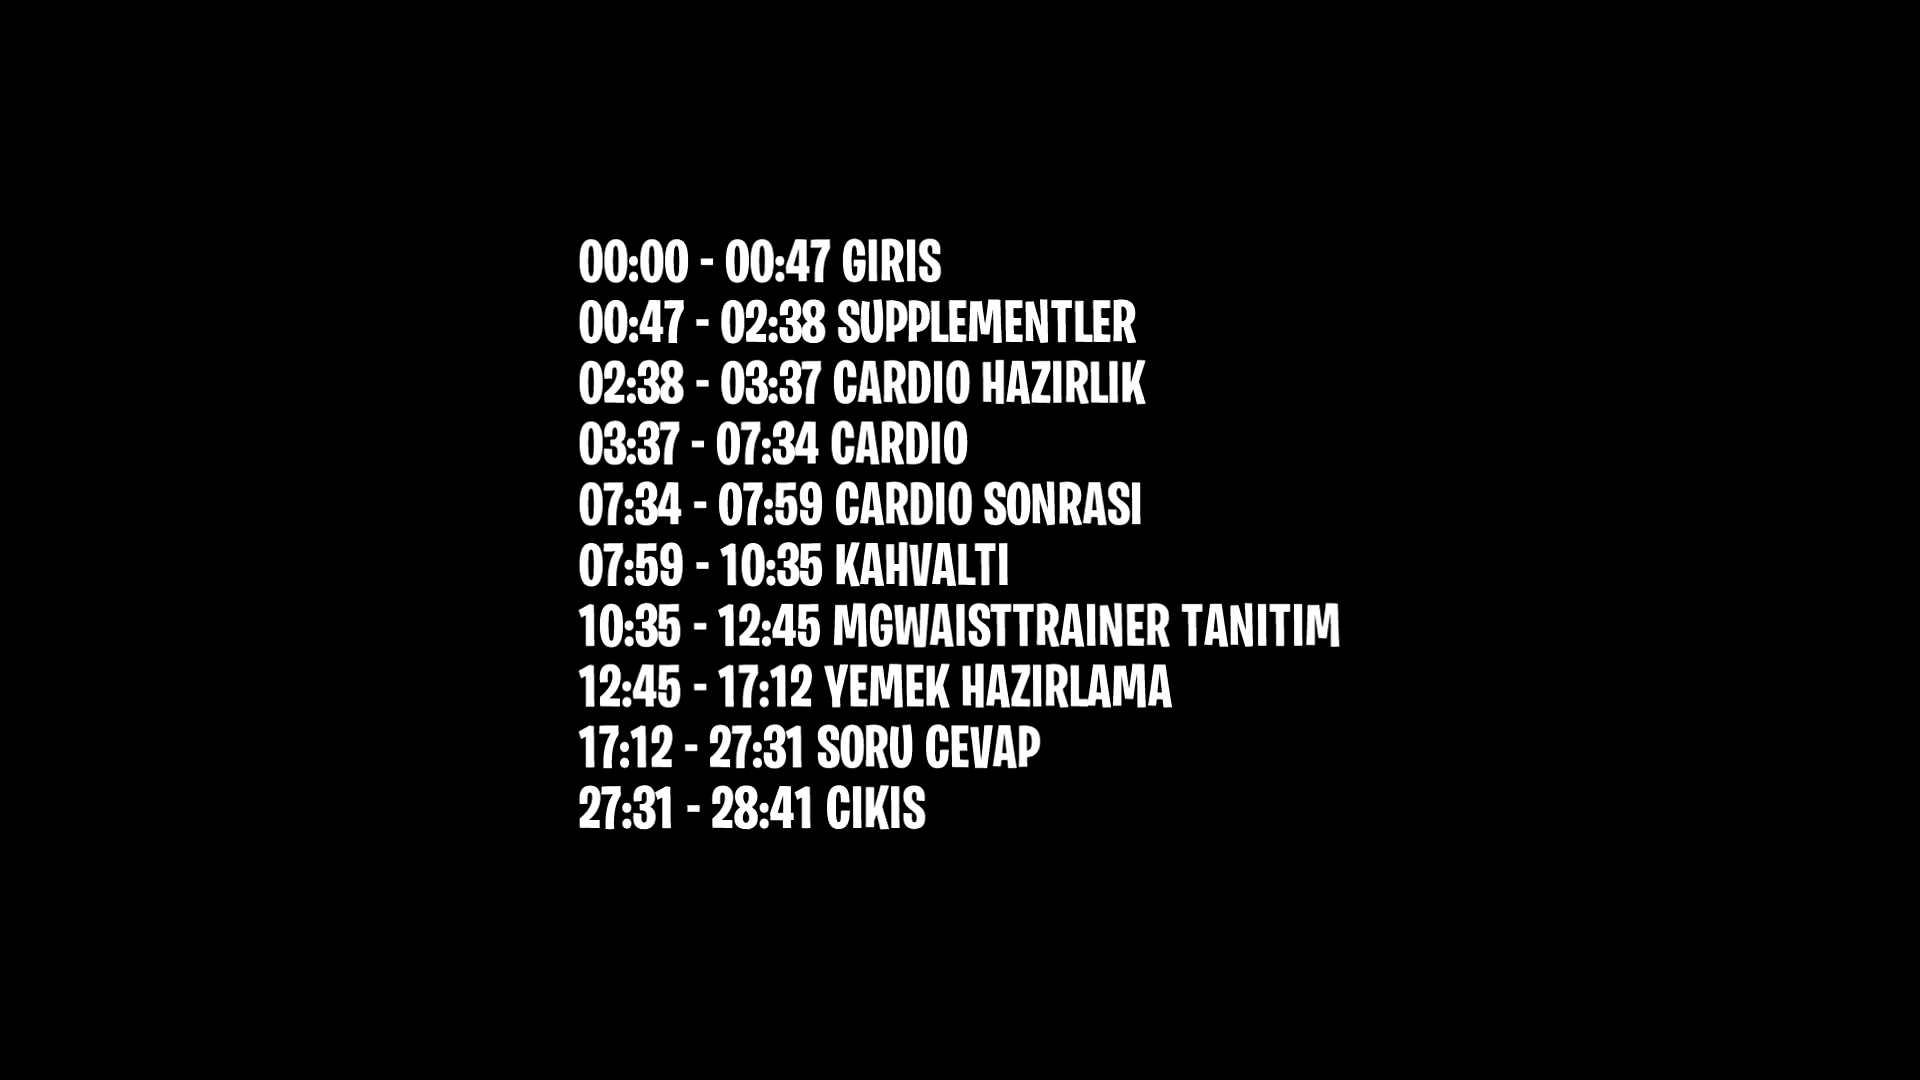 00:00 - 00:47 GIRIS
00:47 - 02:38 SUPPLEMENTLER
02:38 - 03:37 CARDIO HAZIRLIK
03:37 - 07:34 CARDIO
07:34 - 07:59 CARDIO SONRASI
07:59 - 10:35 KAHVALTI
10:35 - 12:45 MGWAISTTRAINER TANITIM
12:45 - 17:12 YEMEK HAZIRLAMA
17:12 - 27:31 SORU CEVAP
27:31 - 28:41 CIKIS